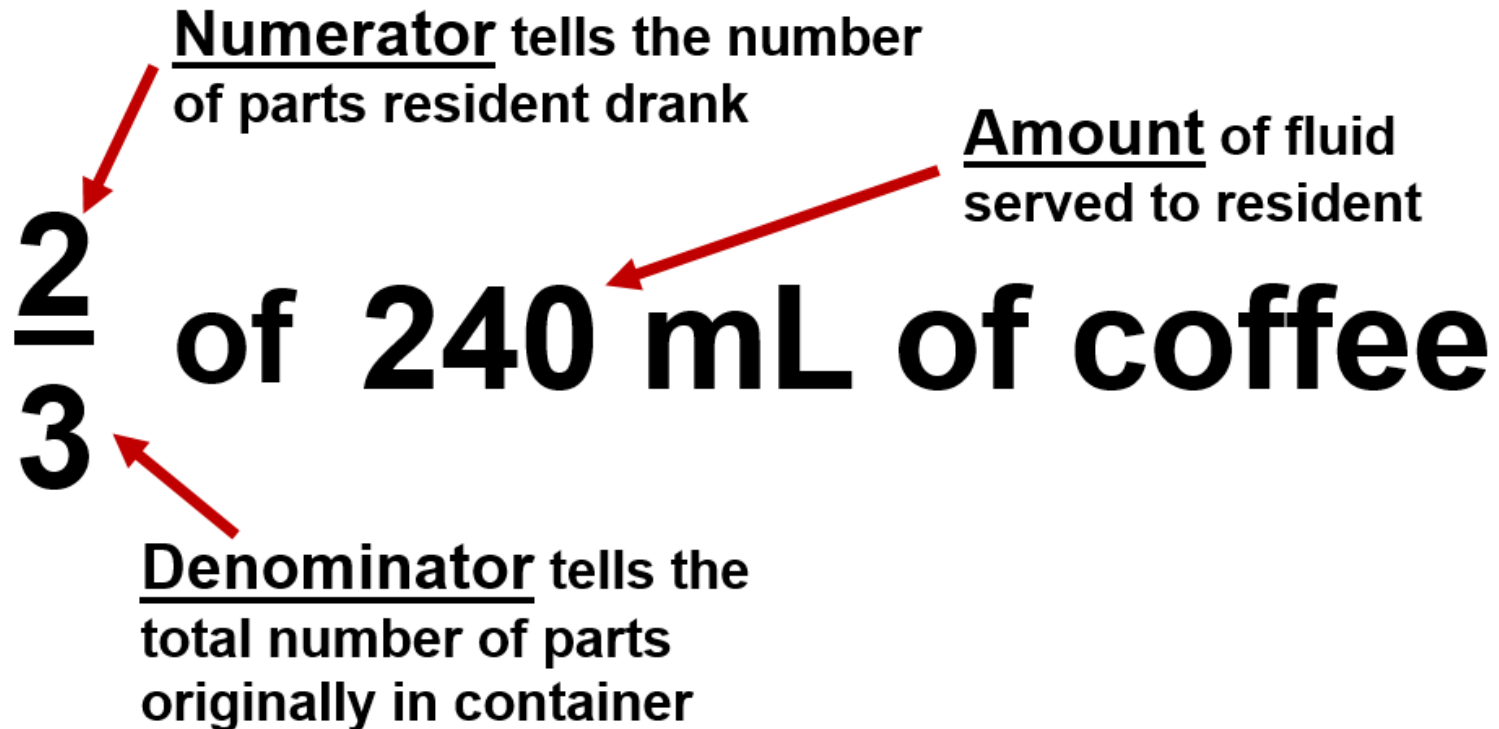 Numerator tells the number
of parts resident drank
Amount of fluid
served to resident
2
3
of 240 mL of coffee
Denominator tells the
total number of parts
originally in container